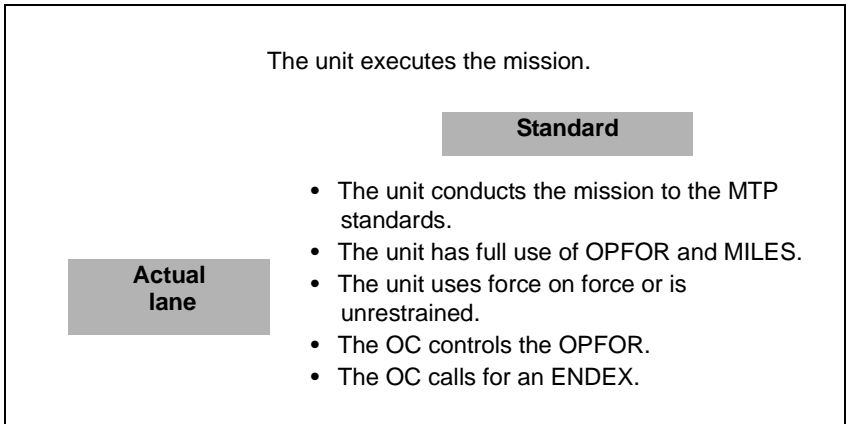 The unit executes the mission.
Standard
• The unit conducts the mission to the MTP
standards.
• The unit has full use of OPFOR and MILES.
Actual
lane
• The unit uses force on force or is
unrestrained.
• The OC controls the OPFOR.
• The OC calls for an ENDEX.